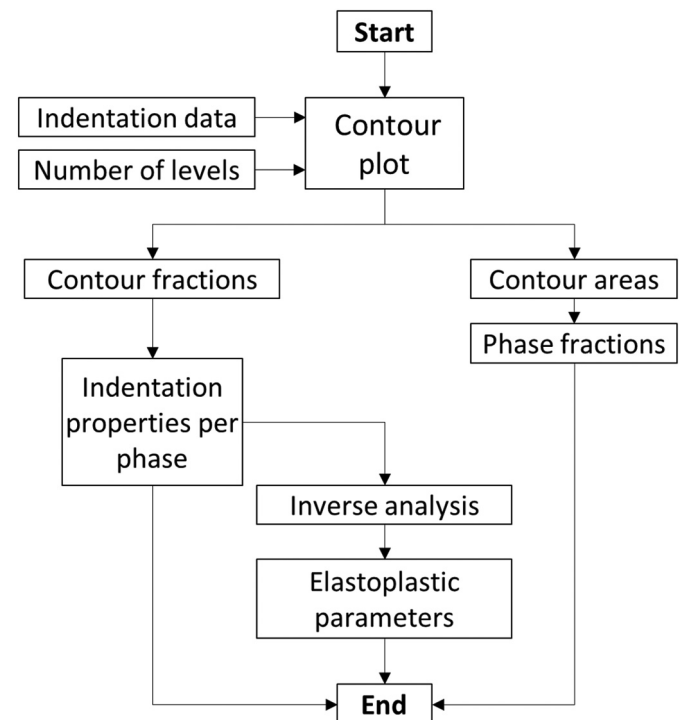 Start
Indentation data
Contour
plot
Number of levels
Contour fractions
Contour areas
Phase fractions
Indentation
properties per
phase
Inverse analysis
Elastoplastic
parameters
End